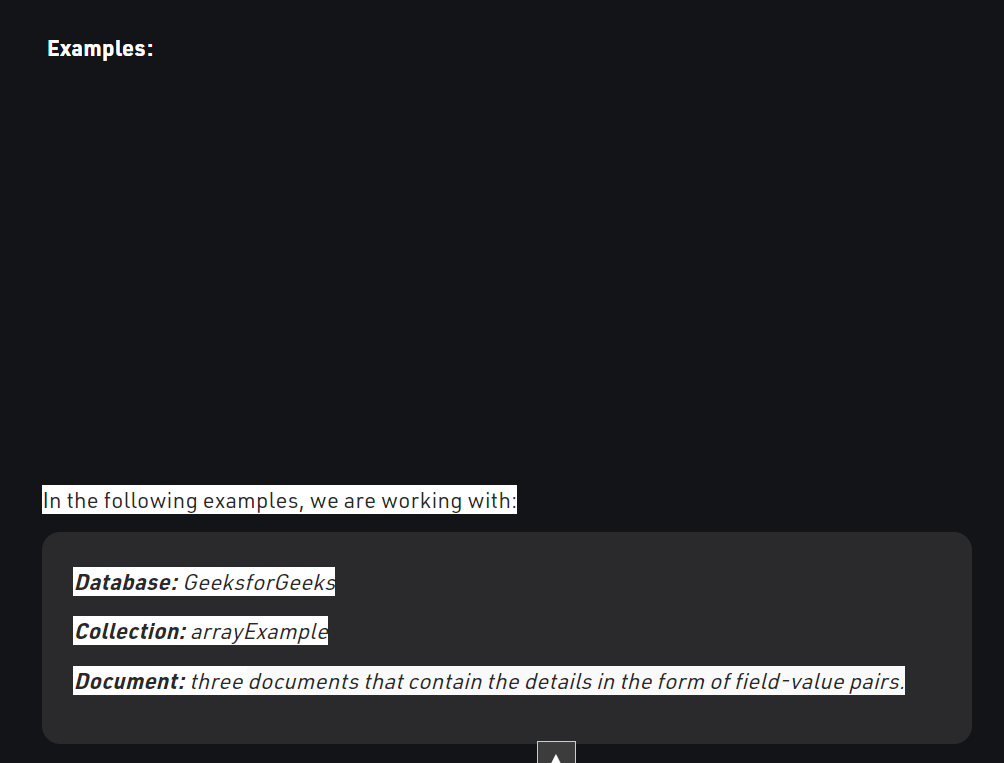 Examples:
In the following examples, we are working with:
Database: GeeksforGeeks
Collection: arrayExample
Document: three documents that contain the details in the form of field-value pairs.